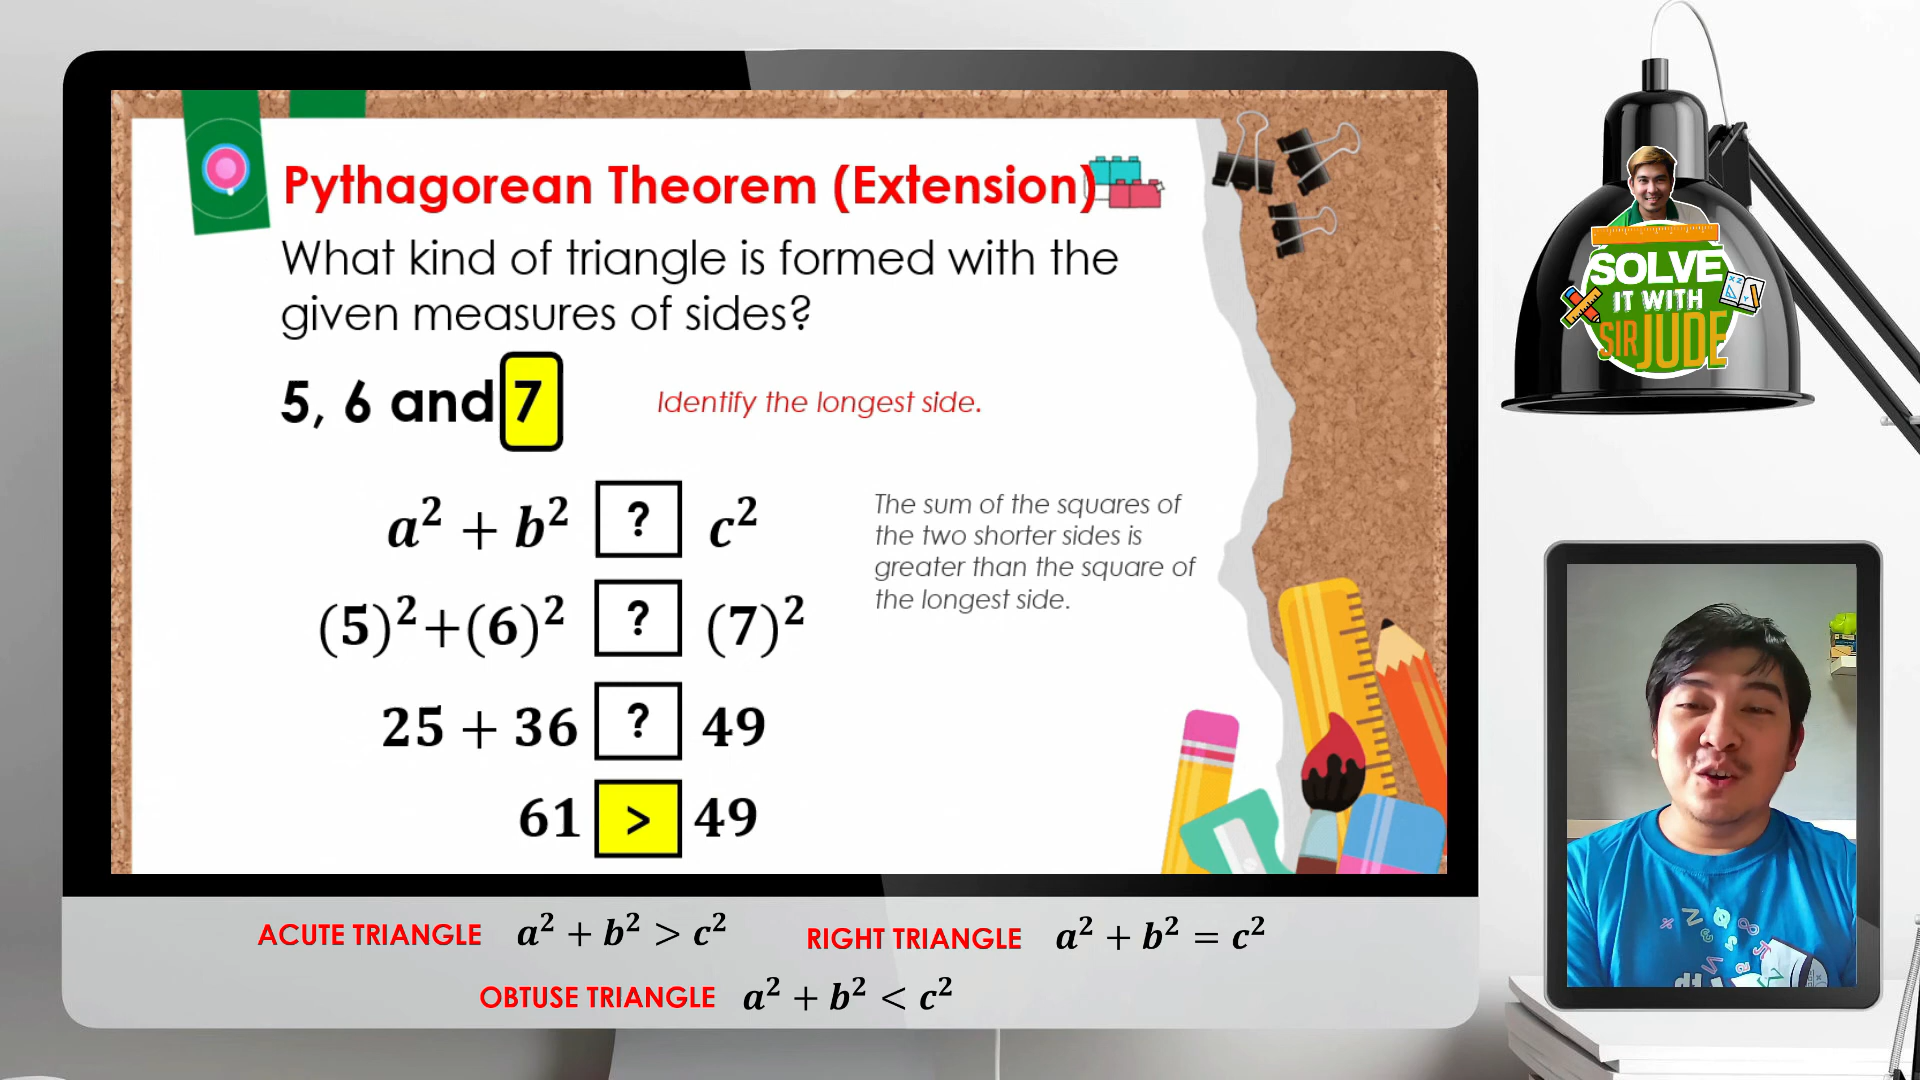 Pythagorean Theorem (Extension)
What kind of triangle is formed with the
given measures of sides?
5, 6 and 7
Identify the longest side.
a² + b² ? c²
(5)²+(6)² ? (7)²
25 + 36 ? 49
61 > 49
The sum of the squares of
the two shorter sides is
greater than the square of
the longest side.
ACUTE TRIANGLE a² + b² > c²
RIGHT TRIANGLE a² + b² = c²
OBTUSE TRIANGLE a² + b² < c²
SOLVE
IT WITH
SIR JUDE